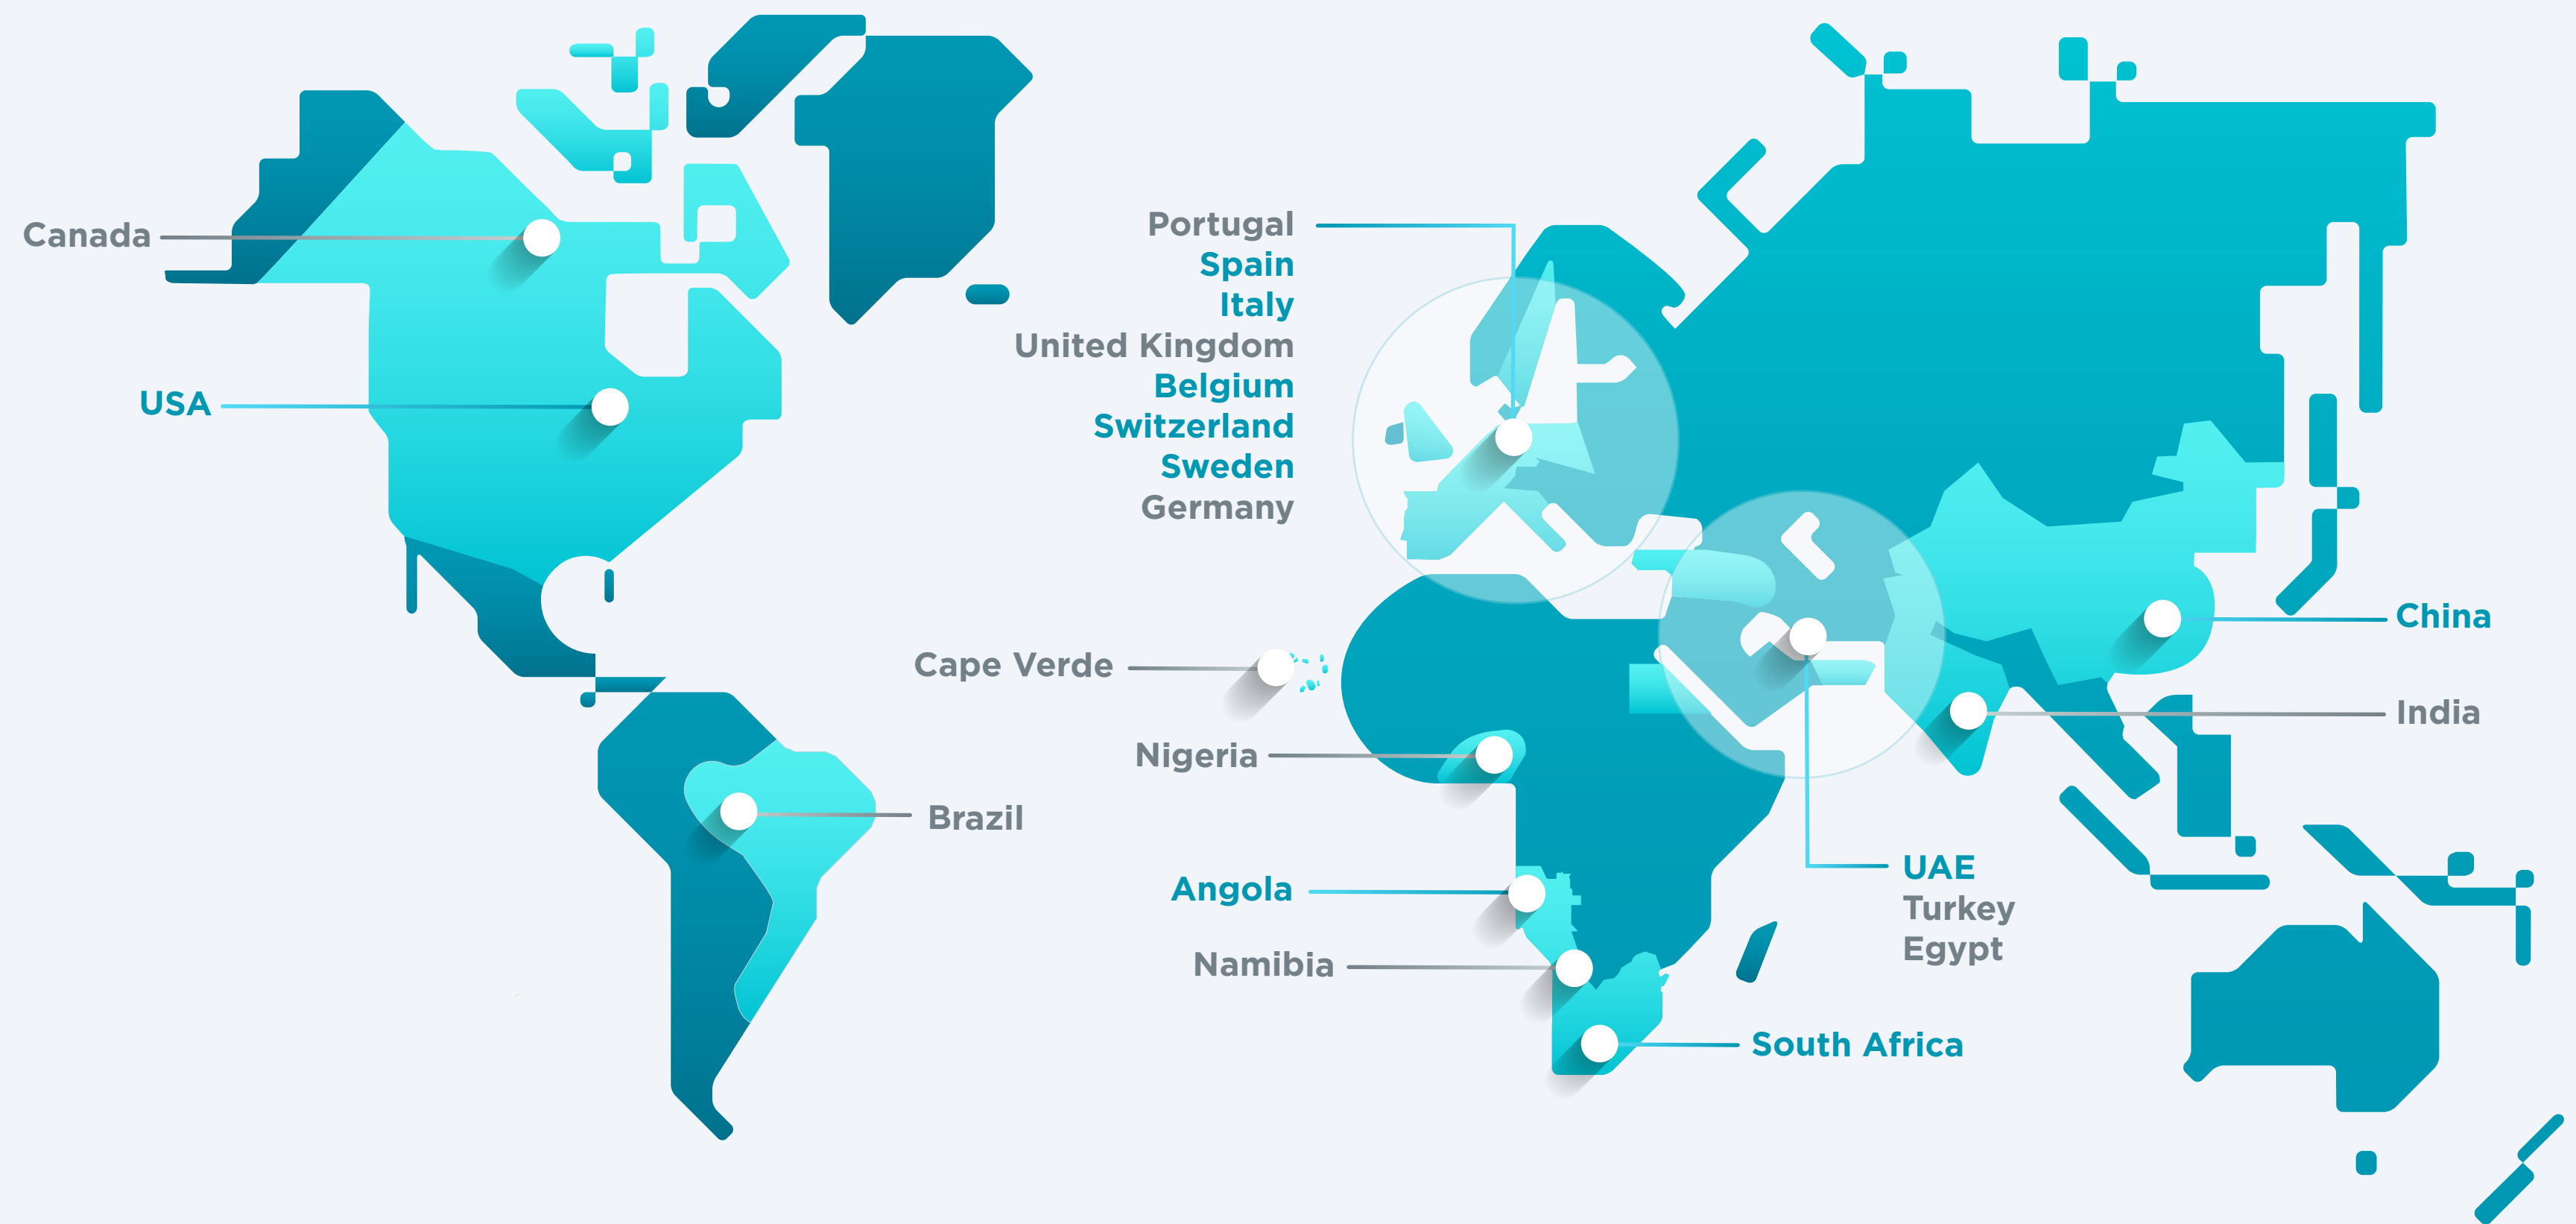 Canada
USA
Brazil
Portugal
Spain
Italy
United Kingdom
Belgium
Switzerland
Sweden
Germany
Cape Verde
Nigeria
Angola
Namibia
South Africa
UAE
Turkey
Egypt
China
India